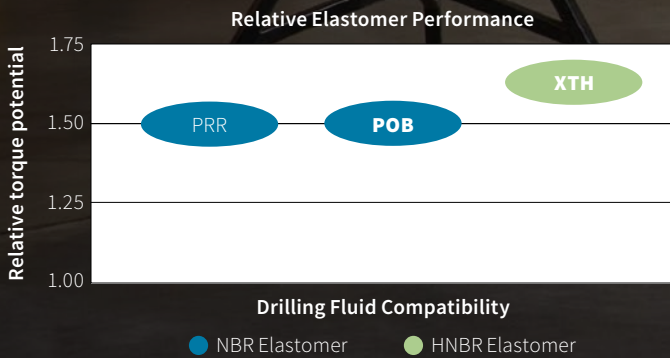 Relative Elastomer Performance
Relative torque potential
1.75
1.50
1.25
1.00
PRR
POB
XTH
Drilling Fluid Compatibility
NBR Elastomer
HNBR Elastomer